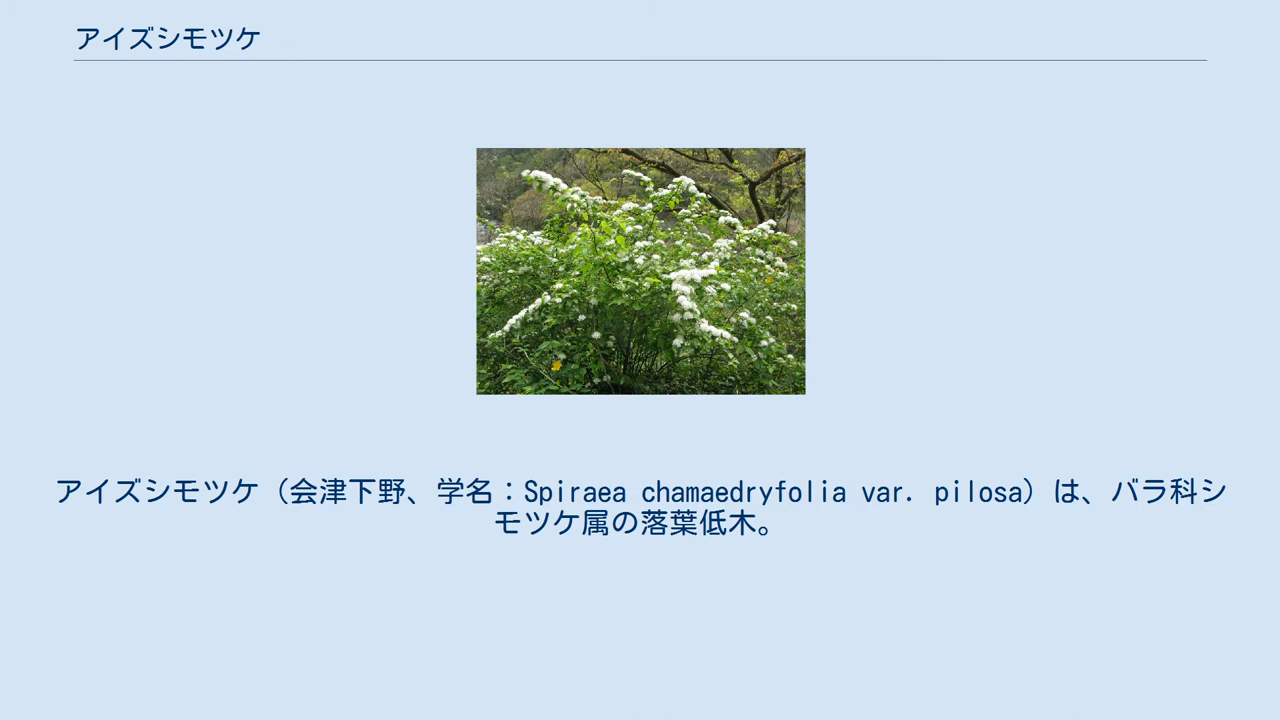 アイズシモツケ
アイズシモツケ（会津下野、学名：Spiraea chamaedryfolia var. pilosa）は、バラ科シ
モツケ属の落葉低木。